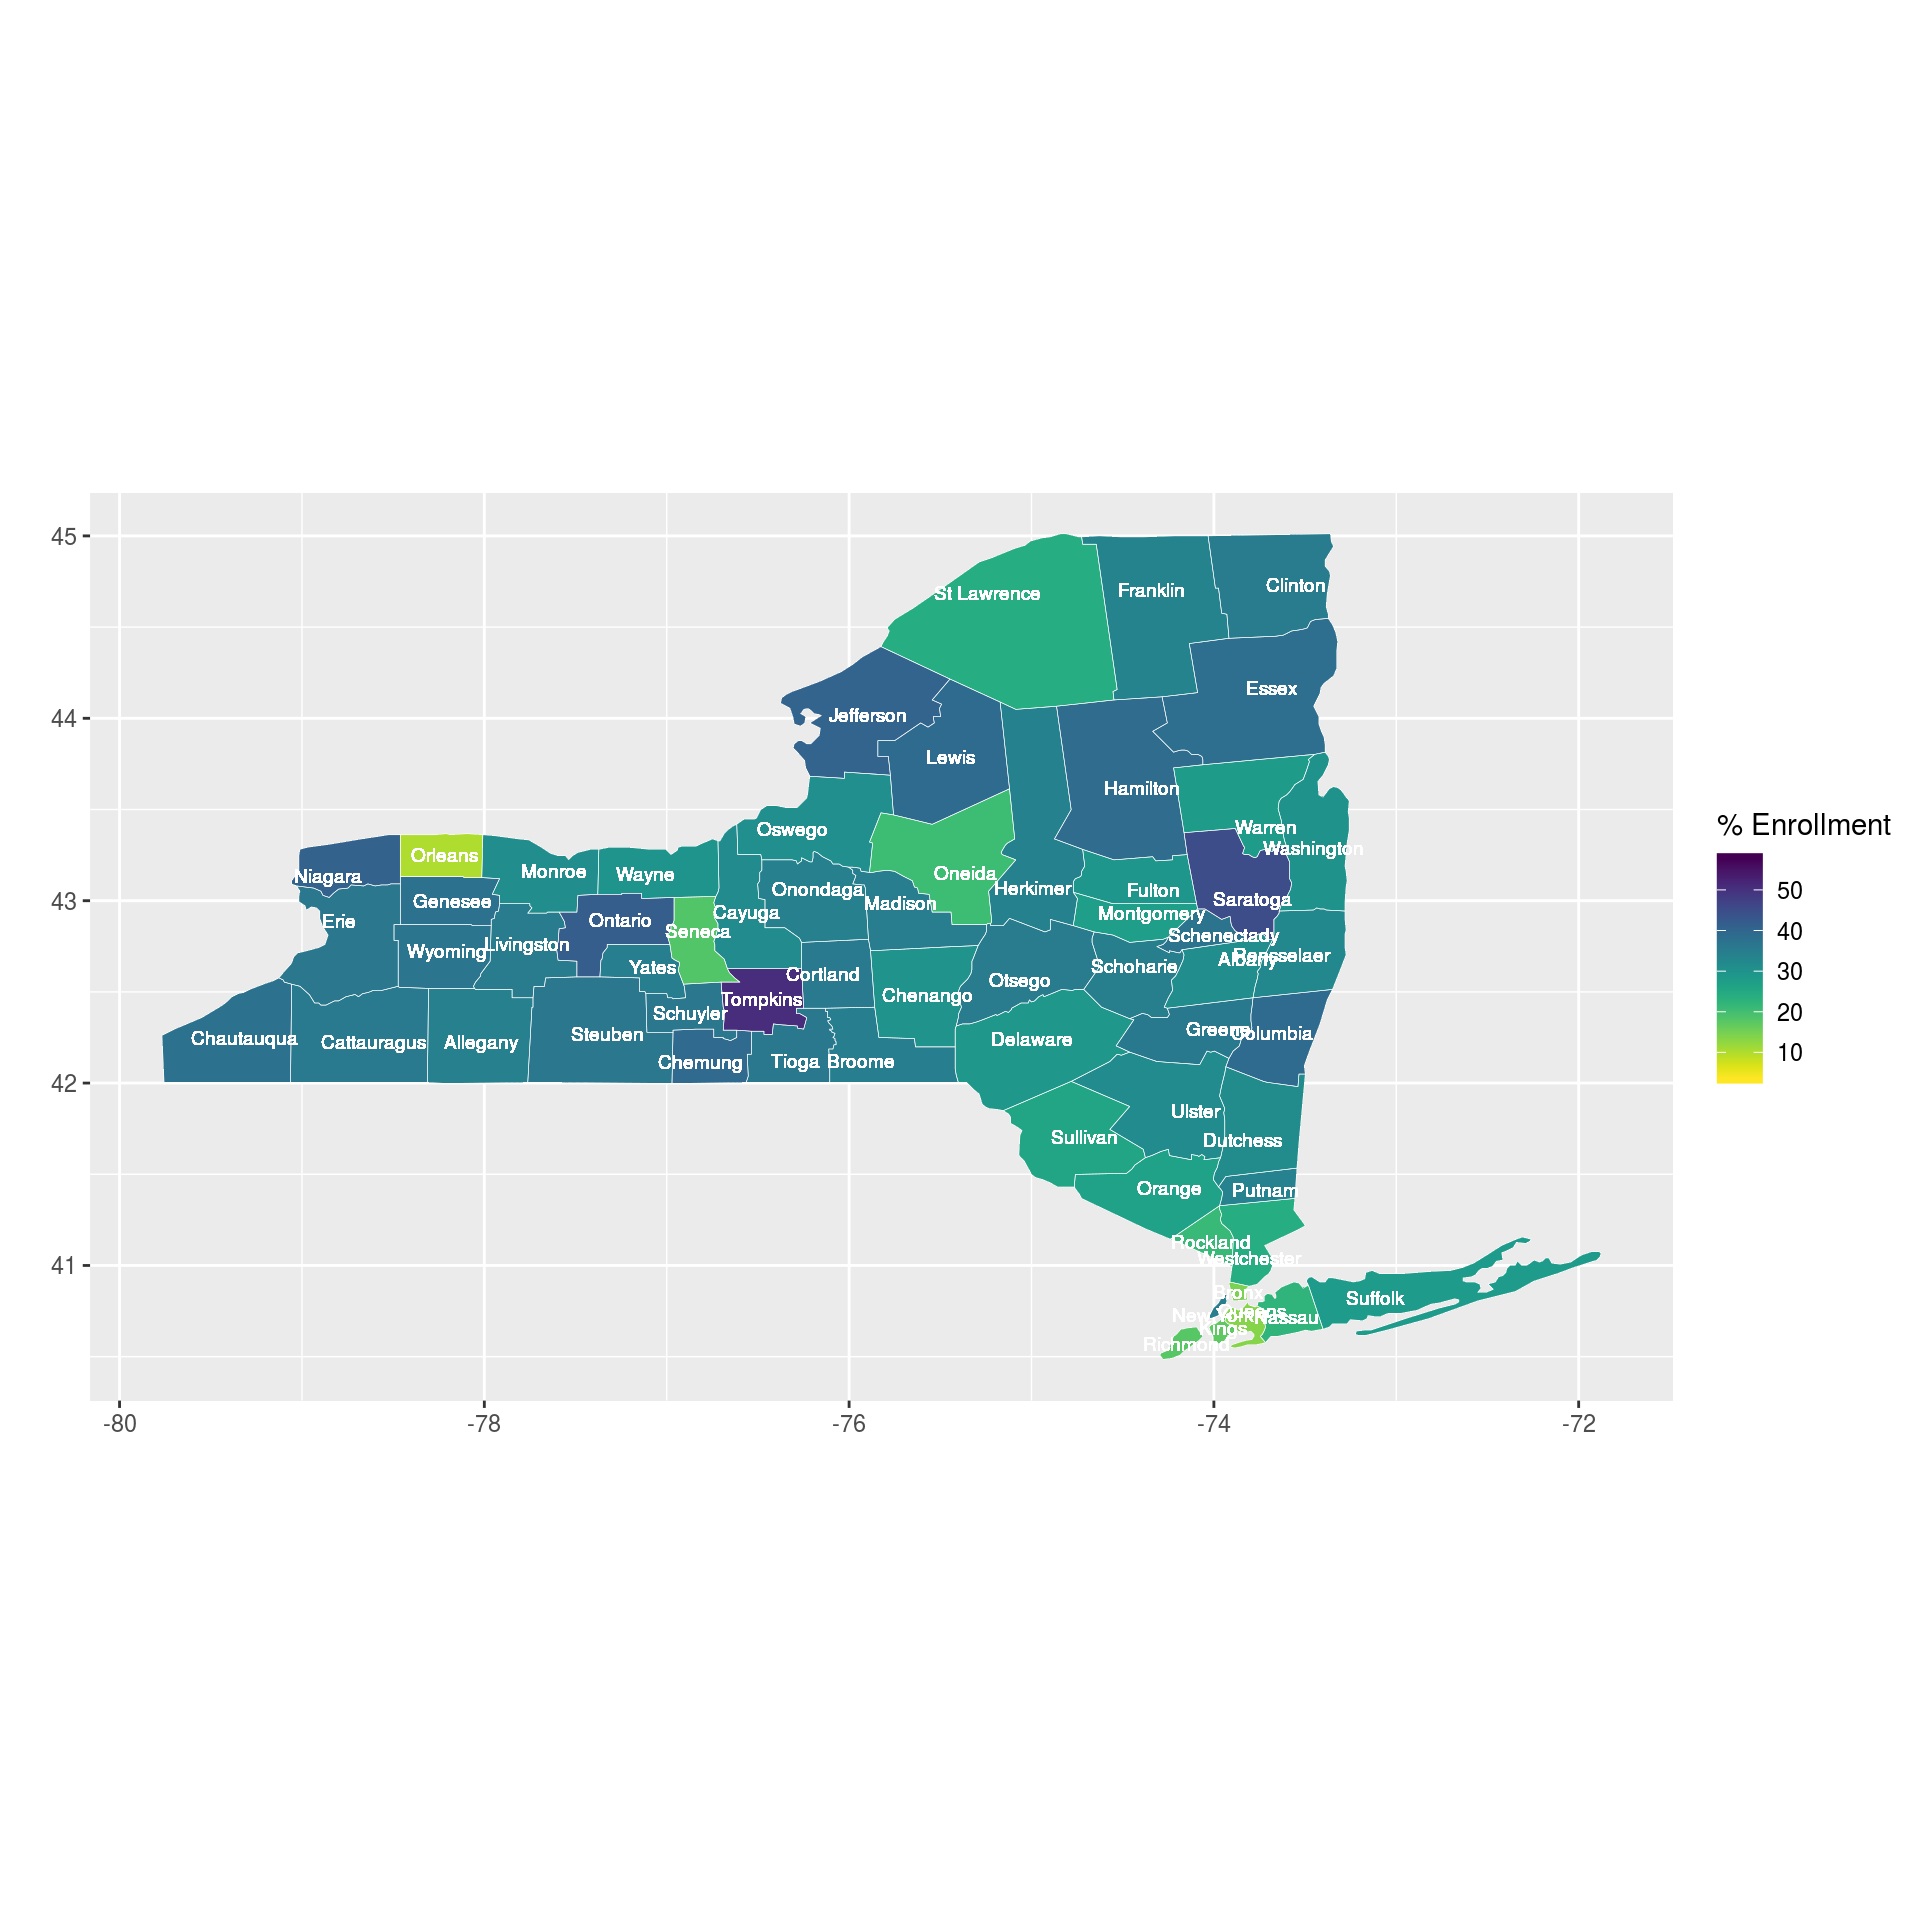 45
44
43
42
41
-80
-78
-76
-74
-72
St Lawrence
Franklin
Clinton
Essex
Jefferson
Lewis
Hamilton
Warren
Washington
Oswego
Orleans
Niagara
Monroe
Wayne
Oneida
Herkimer
Fulton
Onondaga
Madison
Genesee
Saratoga
Montgomery
Erie
Ontario
Cayuga
Seneca
Schenectady
Livingston
Wyoming
Albany
Rensselaer
Yates
Cortland
Schoharie
Otsego
Tompkins
Chenango
Schuyler
Greene
Columbia
Steuben
Chautauqua
Cattaraugus
Allegany
Delaware
Chemung
Tioga
Broome
Ulster
Sullivan
Dutchess
Orange
Putnam
Rockland
Westchester
Bronx
Suffolk
New York
Queens
Nassau
Kings
Richmond
% Enrollment
50
40
30
20
10